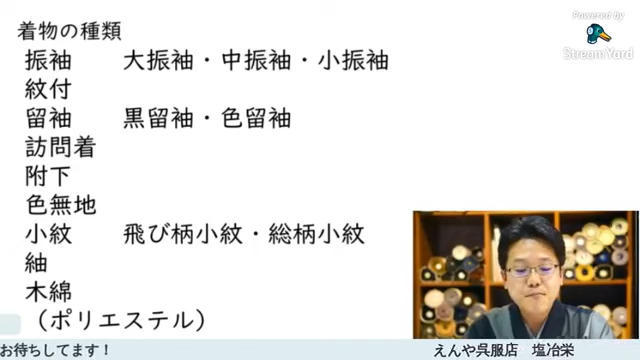 着物の種類
振袖 大振袖・中振袖・小振袖
紋付
留袖 黒留袖・色留袖
訪問着
附下
色無地
小紋 飛び柄小紋・総柄小紋
紬
木綿
（ポリエステル）
Powered by
StreamYard
お待ちしてます！ えんや呉服店 塩冶栄